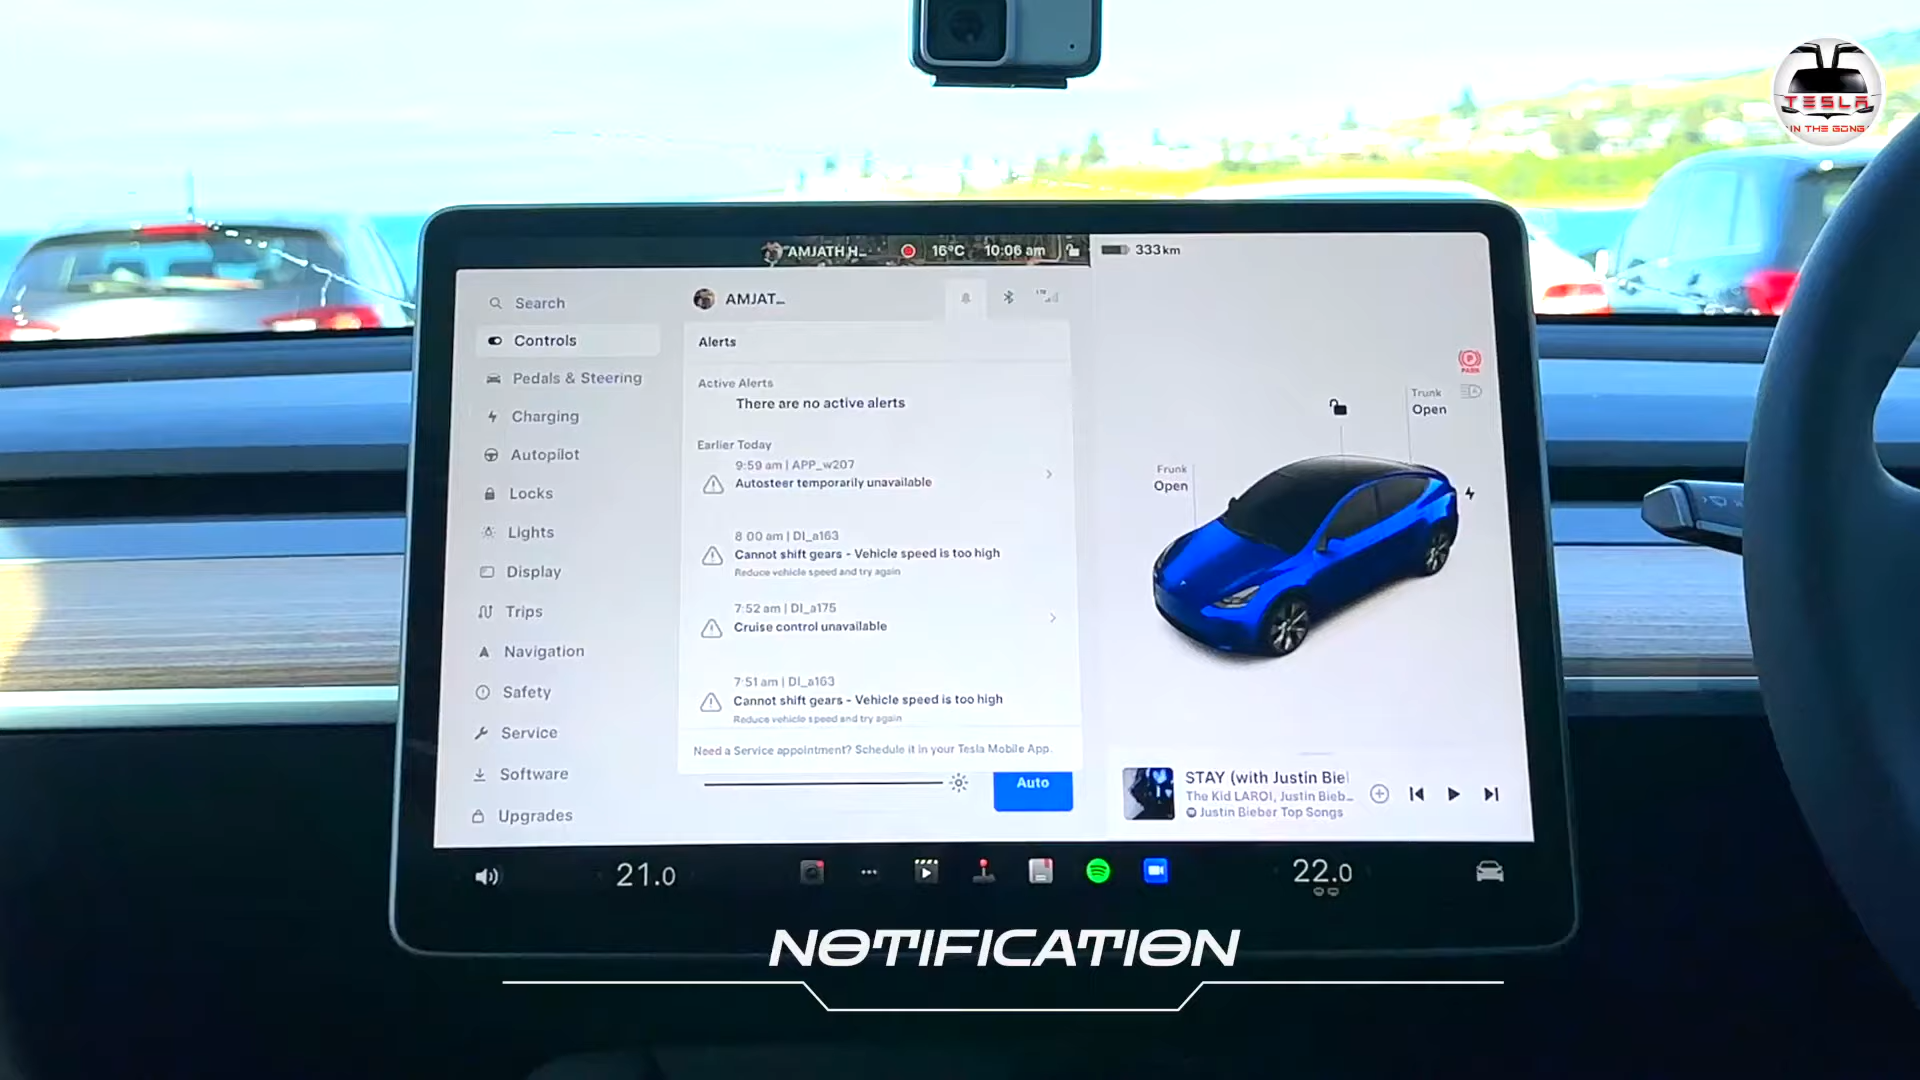 TESLA
IN THE GONG
AMJATH H... 16°C 10:06 am 333km
Search
Controls
Pedals & Steering
Charging
Autopilot
Locks
Lights
Display
Trips
Navigation
Safety
Service
Software
Upgrades
AMJAT...
LTE
Alerts
Active Alerts
There are no active alerts
Earlier Today
9:59 am | APP_w207
Autosteer temporarily unavailable
8:00 am | DI_a163
Cannot shift gears - Vehicle speed is too high
Reduce vehicle speed and try again
7:52 am | DI_a175
Cruise control unavailable
7:51 am | DI_a163
Cannot shift gears - Vehicle speed is too high
Reduce vehicle speed and try again
Need a Service appointment? Schedule it in your Tesla Mobile App.
Auto
PARK
Trunk
Open
Frunk
Open
STAY (with Justin Bie
The Kid LAROI, Justin Bieb...
Justin Bieber Top Songs
21.0
22.0
NOTIFICATION